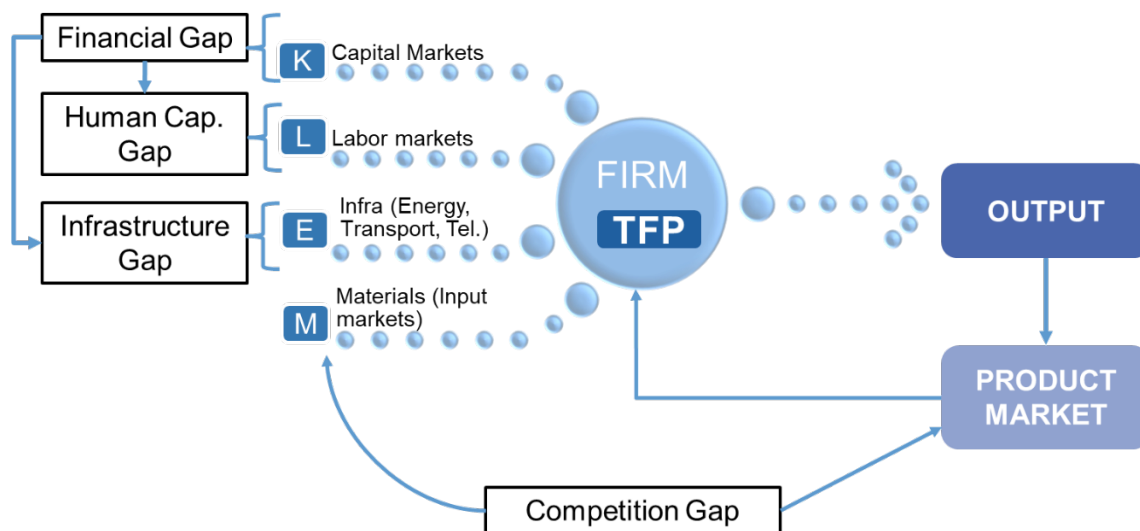 Financial Gap
K
Capital Markets
Human Cap.
Gap
L
Labor markets
Infrastructure
Gap
E
Infra (Energy,
Transport, Tel.)
M
Materials (Input
markets)
FIRM
TFP
OUTPUT
PRODUCT
MARKET
Competition Gap